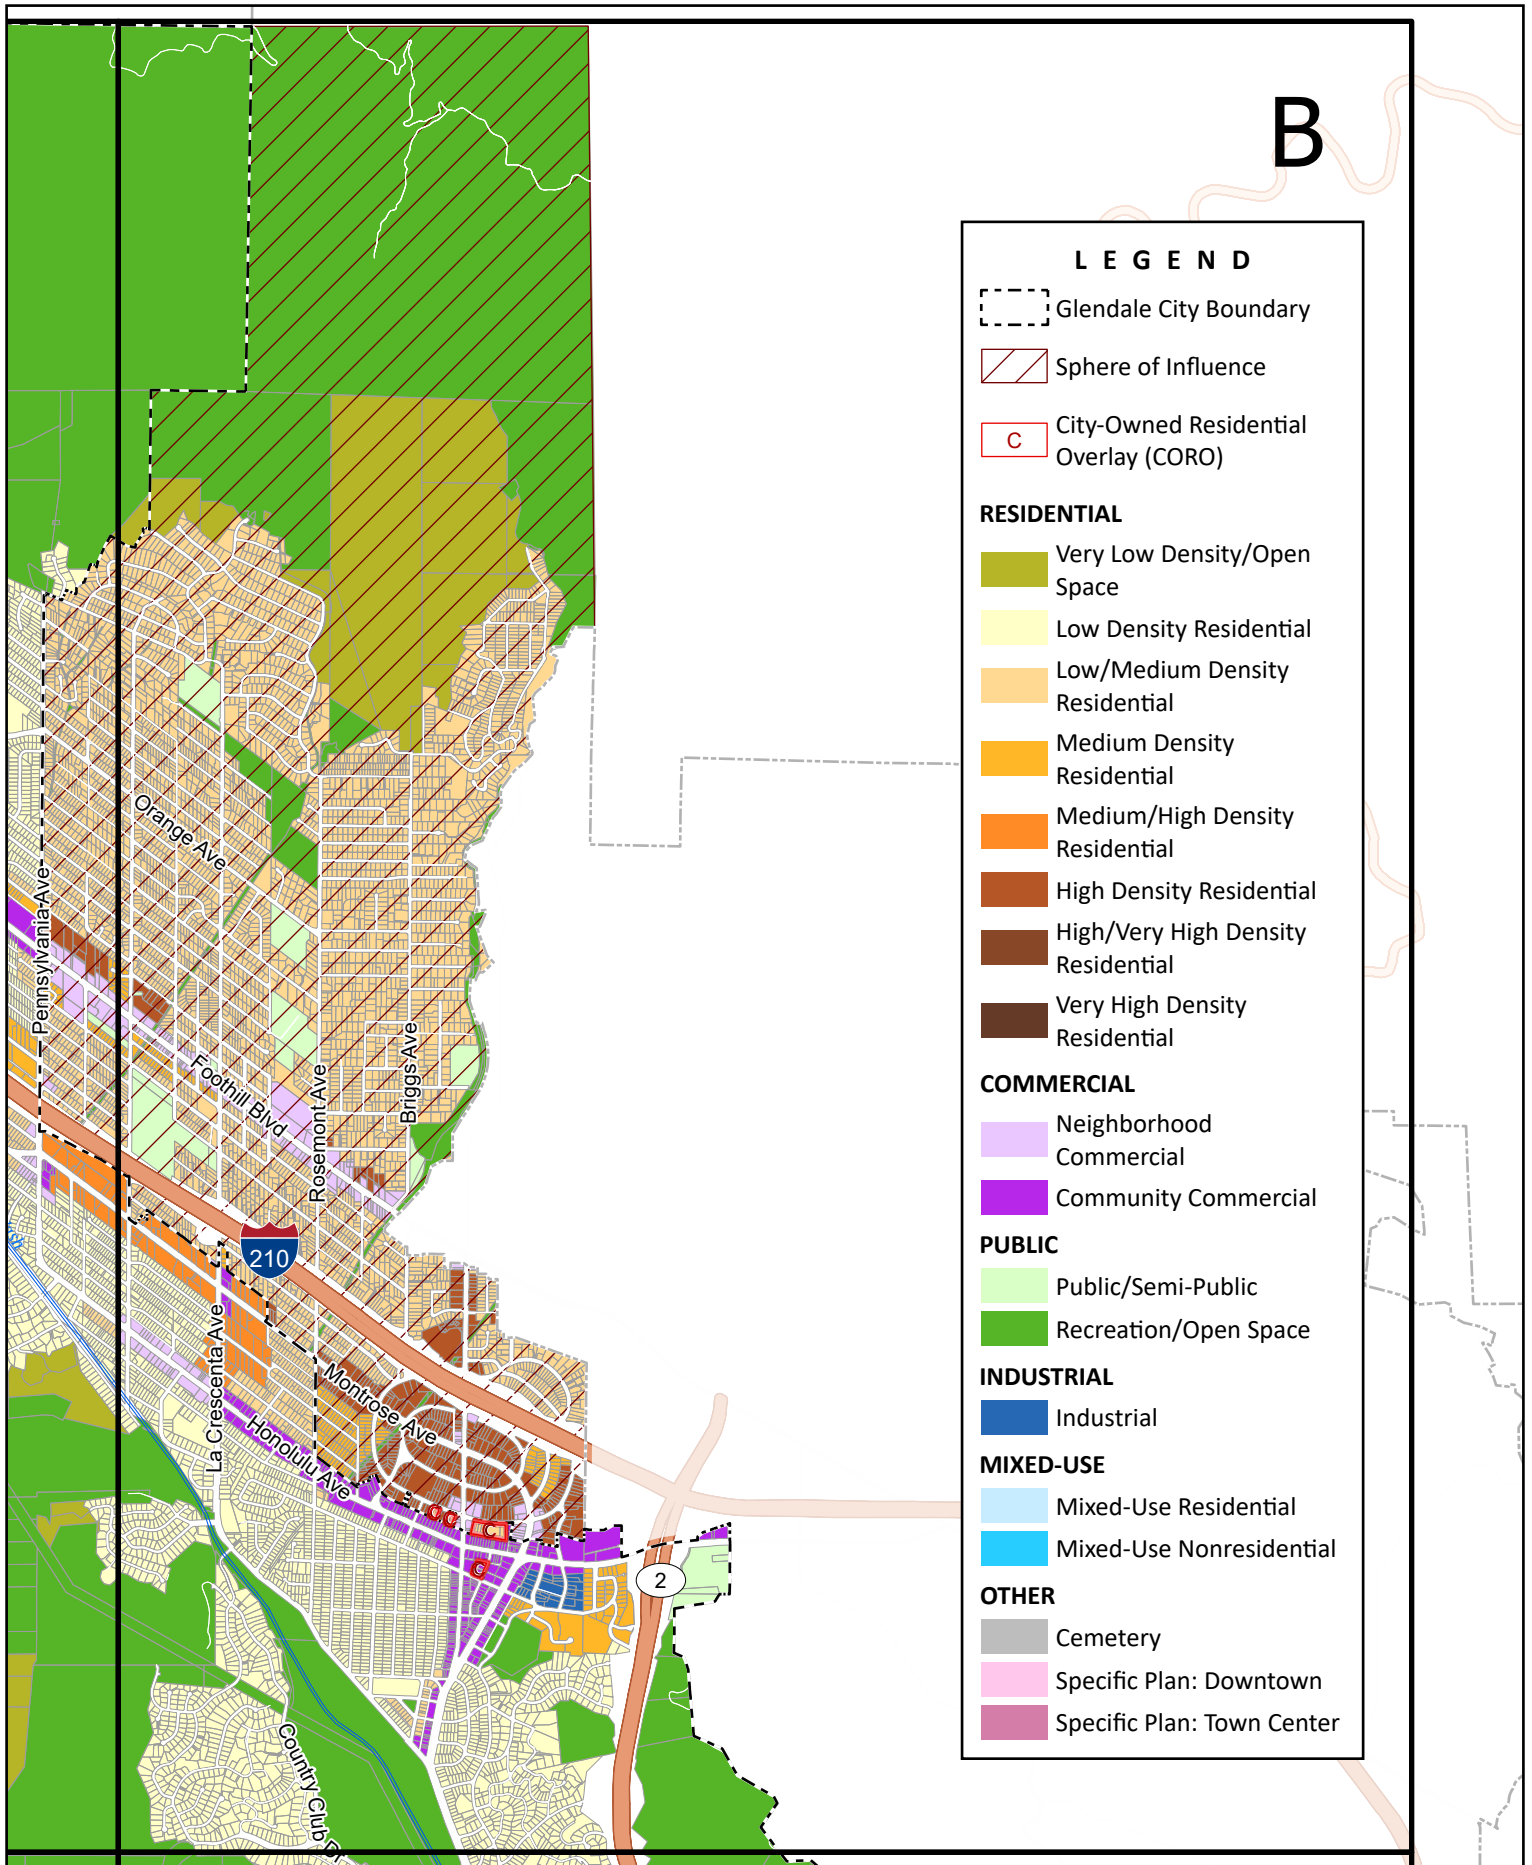 B
L E G E N D
Glendale City Boundary
Sphere of Influence
C
City-Owned Residential
Overlay (CORO)
RESIDENTIAL
Very Low Density/Open
Space
Low Density Residential
Low/Medium Density
Residential
Medium Density
Residential
Medium/High Density
Residential
High Density Residential
High/Very High Density
Residential
Very High Density
Residential
COMMERCIAL
Neighborhood
Commercial
Community Commercial
PUBLIC
Public/Semi-Public
Recreation/Open Space
INDUSTRIAL
Industrial
MIXED-USE
Mixed-Use Residential
Mixed-Use Nonresidential
OTHER
Cemetery
Specific Plan: Downtown
Specific Plan: Town Center
Orange Ave
Pennsylvania Ave
Foothill Blvd
Rosemont Ave
Briggs Ave
210
La Crescenta Ave
Montrose Ave
Honolulu Ave
C
C
C
C
2
Country Club Dr